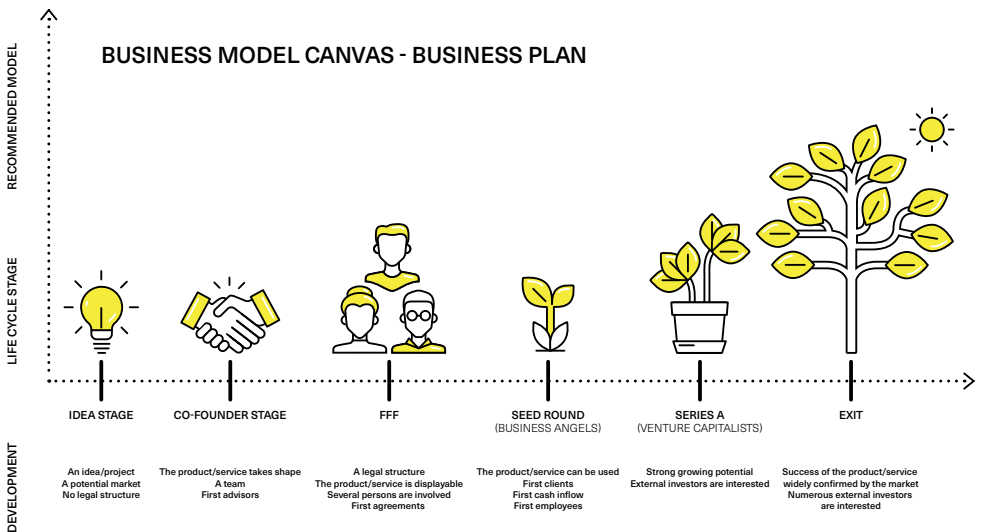 BUSINESS MODEL CANVAS - BUSINESS PLAN
RECOMMENDED MODEL
LIFE CYCLE STAGE
IDEA STAGE
CO-FOUNDER STAGE
FFF
SEED ROUND
(BUSINESS ANGELS)
SERIES A
(VENTURE CAPITALISTS)
EXIT
DEVELOPMENT
An idea/project
A potential market
No legal structure
The product/service takes shape
A team
First advisors
A legal structure
The product/service is displayable
Several persons are involved
First agreements
The product/service can be used
First clients
First cash inflow
First employees
Strong growing potential
External investors are interested
Success of the product/service
widely confirmed by the market
Numerous external investors
are interested